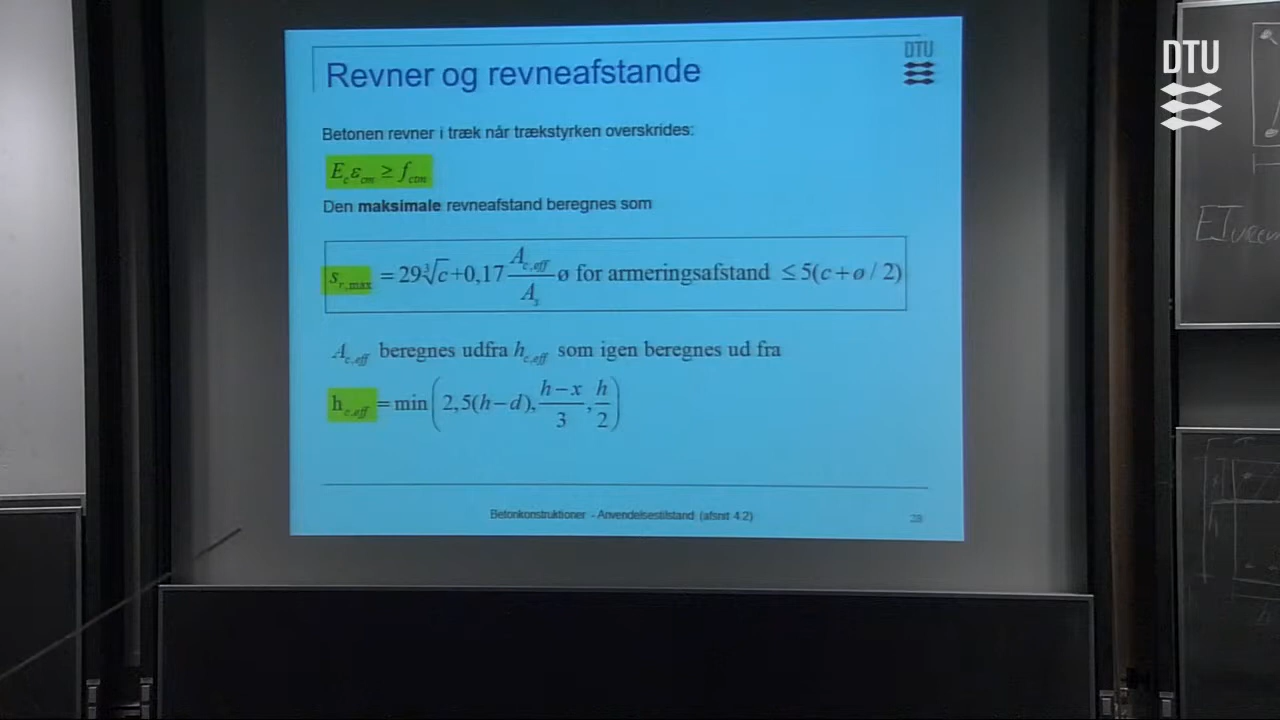 Revner og revneafstande
DTU
DTU
Betonen revner i træk når trækstyrken overskrides:
E_c ε_cm ≥ f_ctm
Den maksimale revneafstand beregnes som
s_r,max = 29∛c + 0,17 A_c,eff / A_s ø for armeringsafstand ≤ 5(c + ø / 2)
A_c,eff beregnes udfra h_c,eff som igen beregnes ud fra
h_c,eff = min(2,5(h−d), (h−x)/3, h/2)
Betonkonstruktioner - Anvendelsestilstand (afsnit 4.2)
28